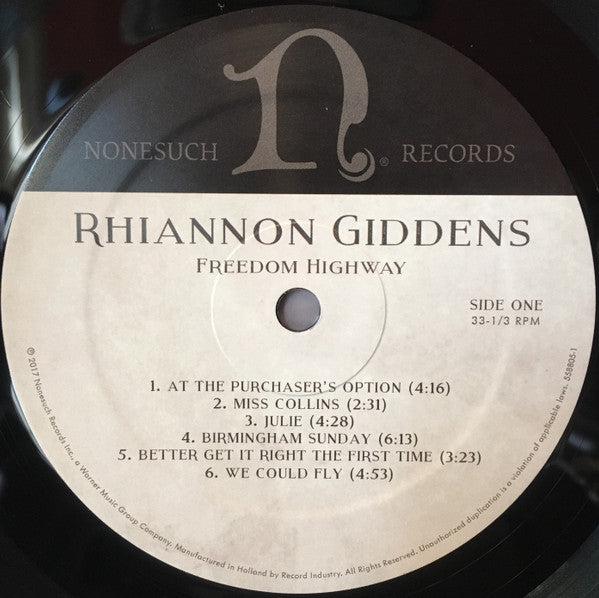 n
NONESUCH ® RECORDS
RHIANNON GIDDENS
FREEDOM HIGHWAY
SIDE ONE
33-1/3 RPM
1. AT THE PURCHASER'S OPTION (4:16)
2. MISS COLLINS (2:31)
3. JULIE (4:28)
4. BIRMINGHAM SUNDAY (6:13)
5. BETTER GET IT RIGHT THE FIRST TIME (3:23)
6. WE COULD FLY (4:53)
℗ 2017 Nonesuch Records Inc., a Warner Music Group Company. Manufactured in Holland by Record Industry. All Rights Reserved. Unauthorized duplication is a violation of applicable laws. 558805-1